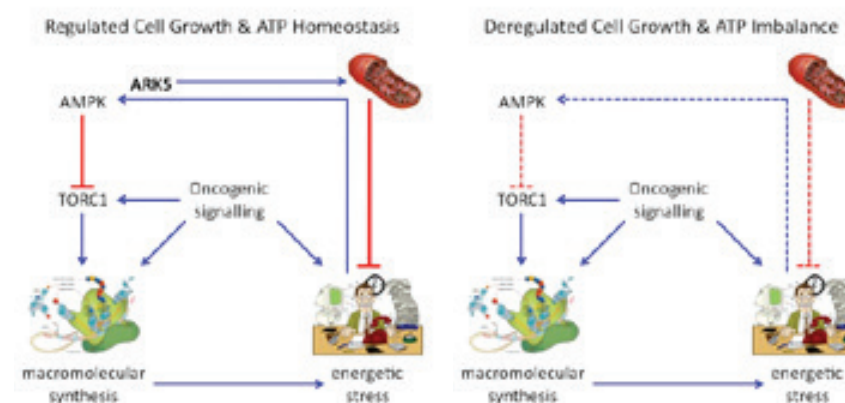 Regulated Cell Growth & ATP Homeostasis
ARK5
AMPK
TORC1
Oncogenic
signalling
macromolecular
synthesis
energetic
stress
Deregulated Cell Growth & ATP Imbalance
AMPK
TORC1
Oncogenic
signalling
macromolecular
synthesis
energetic
stress